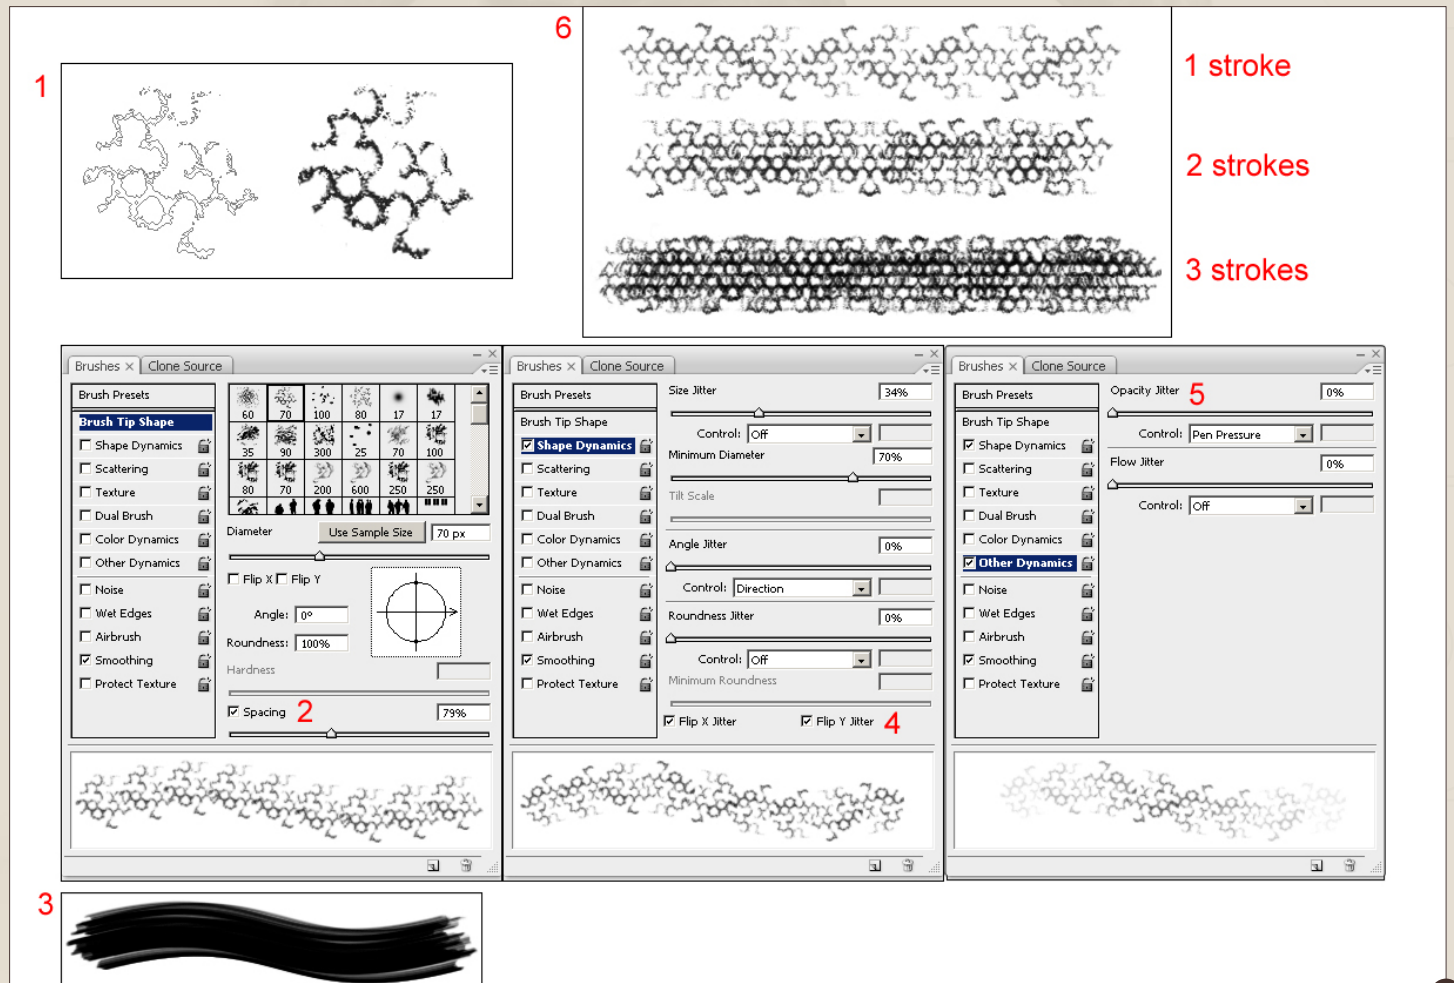 1
6
1 stroke
2 strokes
3 strokes
Brushes × Clone Source
Brush Presets
Brush Tip Shape
Shape Dynamics
Scattering
Texture
Dual Brush
Color Dynamics
Other Dynamics
Noise
Wet Edges
Airbrush
Smoothing
Protect Texture
60 70 100 80 17 17
35 90 300 25 70 100
80 70 200 600 250 250
Diameter Use Sample Size 70 px
Flip X Flip Y
Angle: 0º
Roundness: 100%
Hardness
Spacing 2 79%
Brushes × Clone Source
Brush Presets
Brush Tip Shape
Shape Dynamics
Scattering
Texture
Dual Brush
Color Dynamics
Other Dynamics
Noise
Wet Edges
Airbrush
Smoothing
Protect Texture
Size Jitter 34%
Control: Off
Minimum Diameter 70%
Tilt Scale
Angle Jitter 0%
Control: Direction
Roundness Jitter 0%
Control: Off
Minimum Roundness
Flip X Jitter Flip Y Jitter 4
Brushes × Clone Source
Brush Presets
Brush Tip Shape
Shape Dynamics
Scattering
Texture
Dual Brush
Color Dynamics
Other Dynamics
Noise
Wet Edges
Airbrush
Smoothing
Protect Texture
Opacity Jitter 5 0%
Control: Pen Pressure
Flow Jitter 0%
Control: Off
3